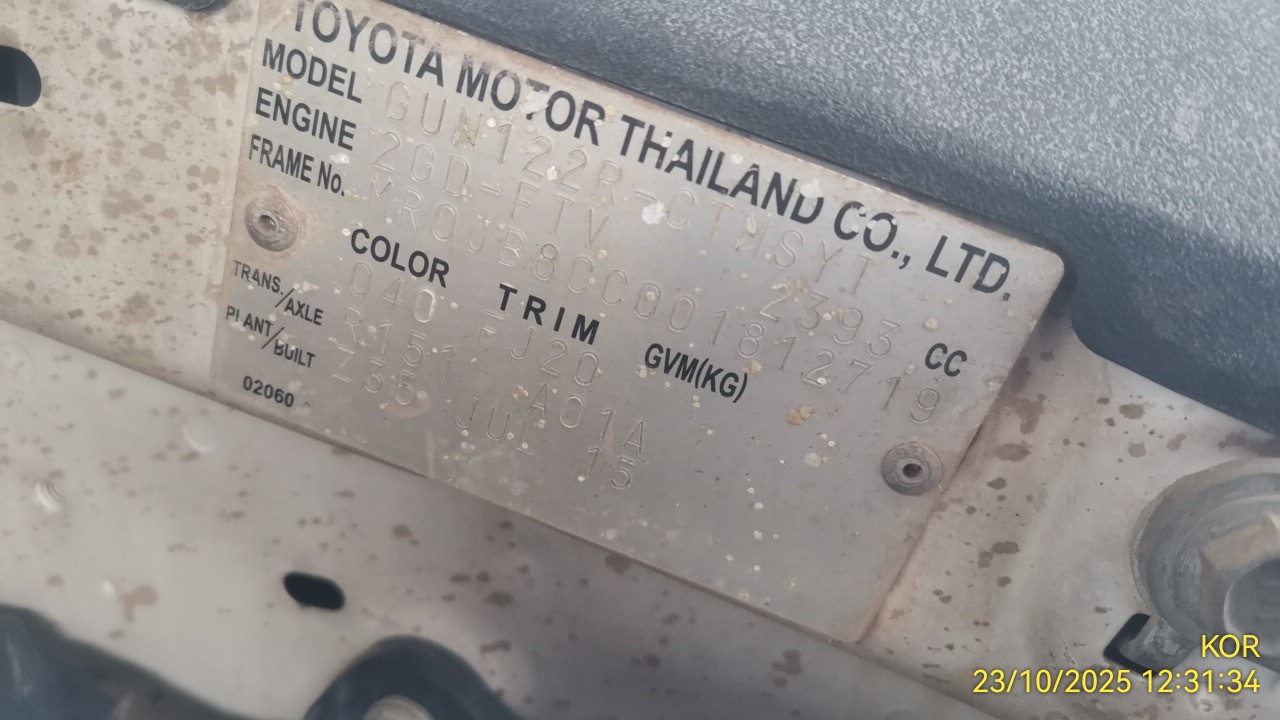 TOYOTA MOTOR THAILAND CO., LTD.
MODEL GUN122R-CTMSYT
ENGINE 2GD-FTV 2393 CC
FRAME No. MR0JB8CC001812719
COLOR TRIM GVM(KG)
040 FJ20
TRANS./AXLE R151 A01A
PLANT/BUILT Z35 JUL 15
02060
KOR
23/10/2025 12:31:34